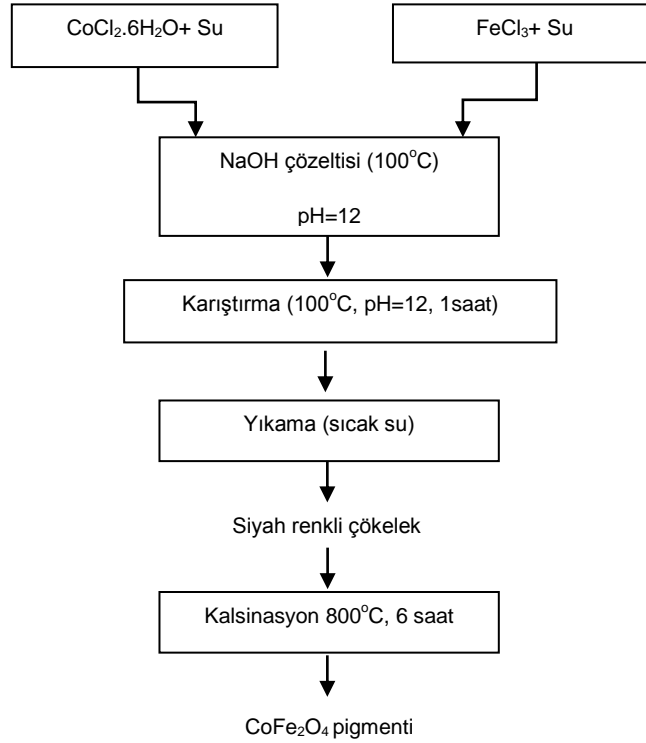 CoCl₂.6H₂O+ Su
FeCl₃+ Su
NaOH çözeltisi (100°C)
pH=12
Karıştırma (100°C, pH=12, 1saat)
Yıkama (sıcak su)
Siyah renkli çökelek
Kalsinasyon 800°C, 6 saat
CoFe₂O₄ pigmenti